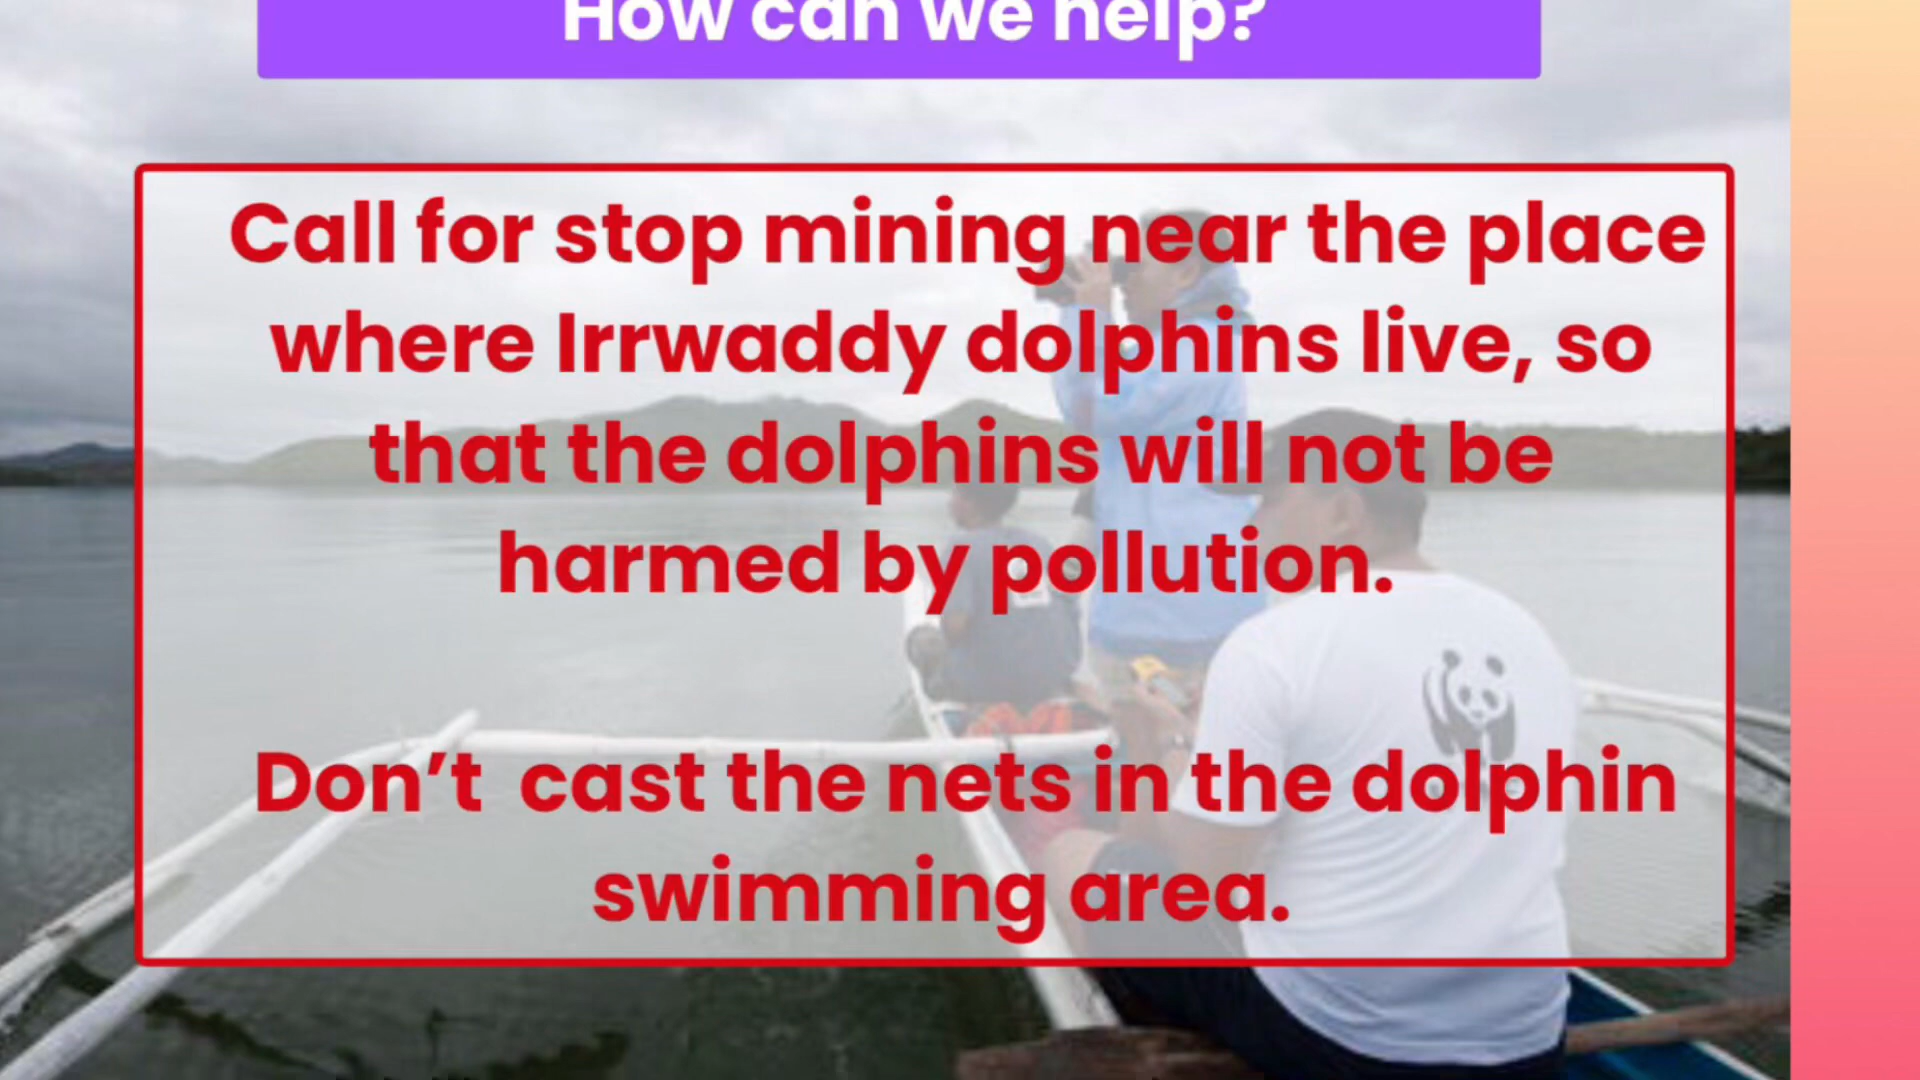 How can we help?
Call for stop mining near the place
where Irrwaddy dolphins live, so
that the dolphins will not be
harmed by pollution.
Don’t cast the nets in the dolphin
swimming area.